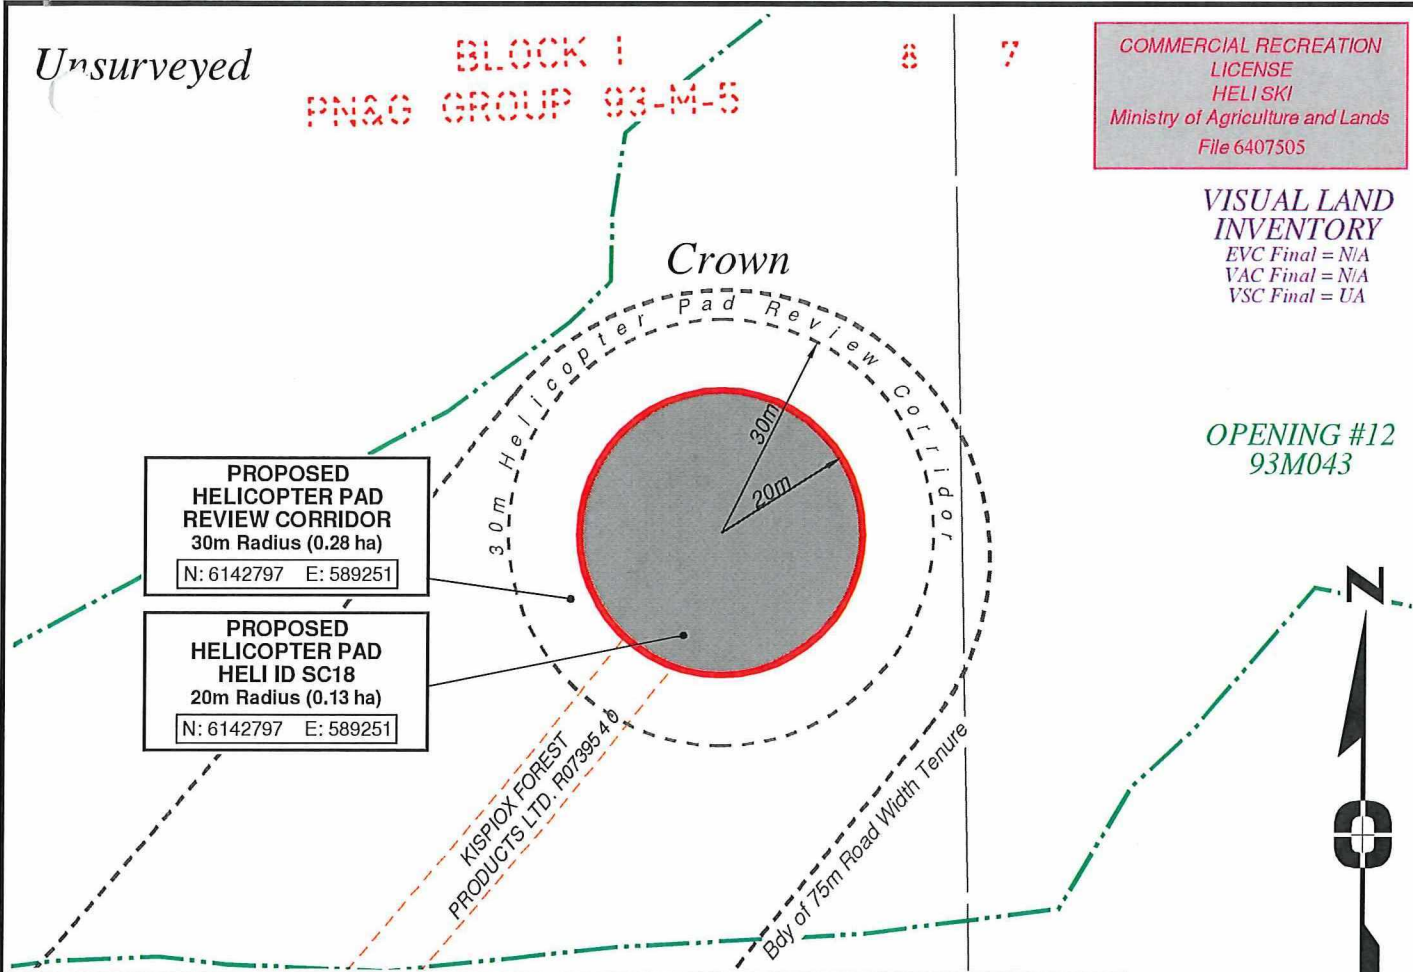 Unsurveyed
BLOCK I
PN&G GROUP 93-M-5
8 7
COMMERCIAL RECREATION
LICENSE
HELI SKI
Ministry of Agriculture and Lands
File 6407505
VISUAL LAND
INVENTORY
EVC Final = N/A
VAC Final = N/A
VSC Final = UA
Crown
30m Helicopter Pad Review Corridor
30m
20m
OPENING #12
93M043
PROPOSED
HELICOPTER PAD
REVIEW CORRIDOR
30m Radius (0.28 ha)
N: 6142797 E: 589251
PROPOSED
HELICOPTER PAD
HELI ID SC18
20m Radius (0.13 ha)
N: 6142797 E: 589251
KISPIOX FOREST
PRODUCTS LTD. R07395 40
Bdy of 75m Road Width Tenure
N